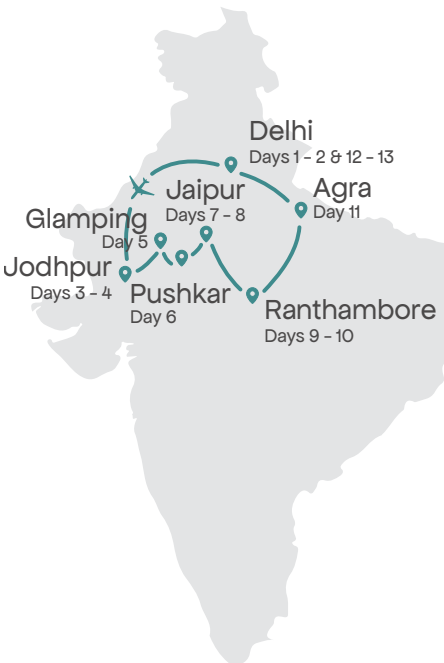 Delhi
Days 1 - 2 & 12 - 13
Agra
Day 11
Jaipur
Days 7 - 8
Glamping
Day 5
Jodhpur
Days 3 - 4
Pushkar
Day 6
Ranthambore
Days 9 - 10